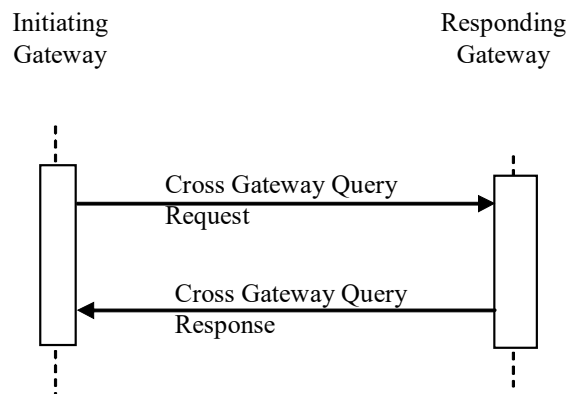 Initiating
Gateway
Responding
Gateway
Cross Gateway Query
Request
Cross Gateway Query
Response